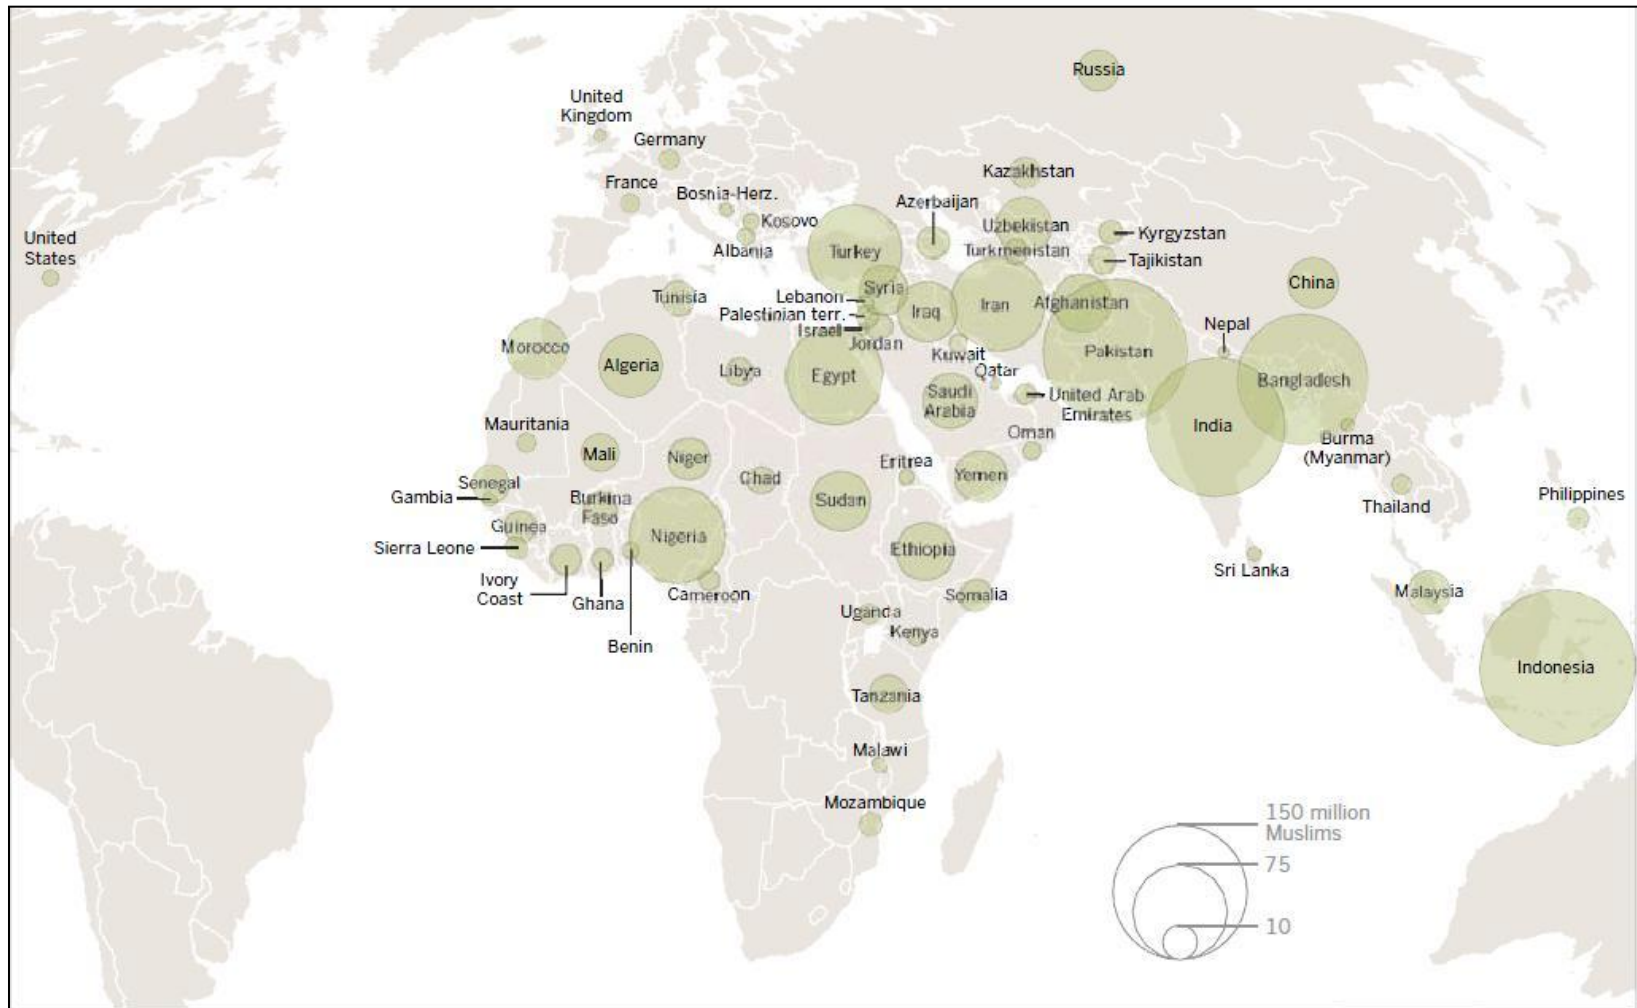 Russia
United
Kingdom
Germany
France
Bosnia-Herz.
Kosovo
Albania
Kazakhstan
Azerbaijan
Uzbekistan
Turkmenistan
Kyrgyzstan
Tajikistan
United
States
Turkey
China
Tunisia
Syria
Lebanon
Palestinian terr.
Israel
Jordan
Iraq
Iran
Afghanistan
Nepal
Morocco
Algeria
Libya
Egypt
Kuwait
Qatar
Pakistan
Bangladesh
Saudi
Arabia
United Arab
Emirates
Oman
India
Burma
(Myanmar)
Mauritania
Mali
Niger
Chad
Eritrea
Yemen
Thailand
Philippines
Senegal
Gambia
Burkina
Faso
Sudan
Guinea
Sierra Leone
Nigeria
Ethiopia
Sri Lanka
Ivory
Coast
Ghana
Cameroon
Somalia
Malaysia
Benin
Uganda
Kenya
Indonesia
Tanzania
Malawi
Mozambique
150 million
Muslims
75
10